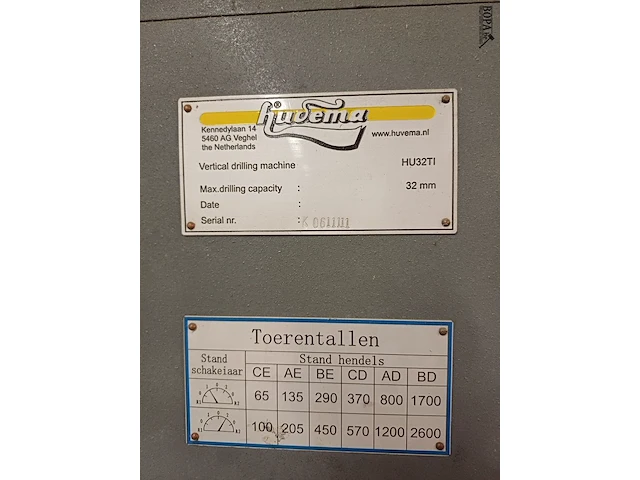 BOPA
huvema ®
Kennedylaan 14
5460 AG Veghel
the Netherlands
www.huvema.nl
Vertical drilling machine HU32TI
Max.drilling capacity : 32 mm
Date :
Serial nr. :
Toerentallen
Stand schakeiaar
Stand hendels
CE AE BE CD AD BD
65 135 290 370 800 1700
100 205 450 570 1200 2600